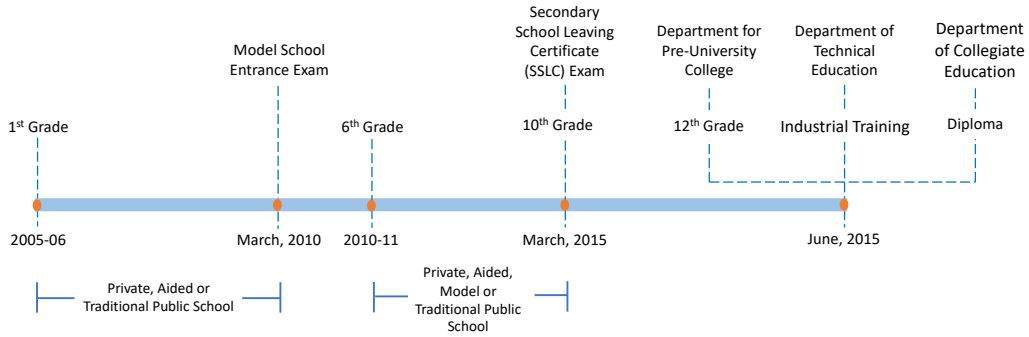 Model School
Entrance Exam
Secondary
School Leaving
Certificate
(SSLC) Exam
Department for
Pre-University
College
Department of
Technical
Education
Department
of Collegiate
Education
1st Grade
6th Grade
10th Grade
12th Grade
Industrial Training
Diploma
2005-06
March, 2010
2010-11
March, 2015
June, 2015
Private, Aided or
Traditional Public School
Private, Aided,
Model or
Traditional Public
School